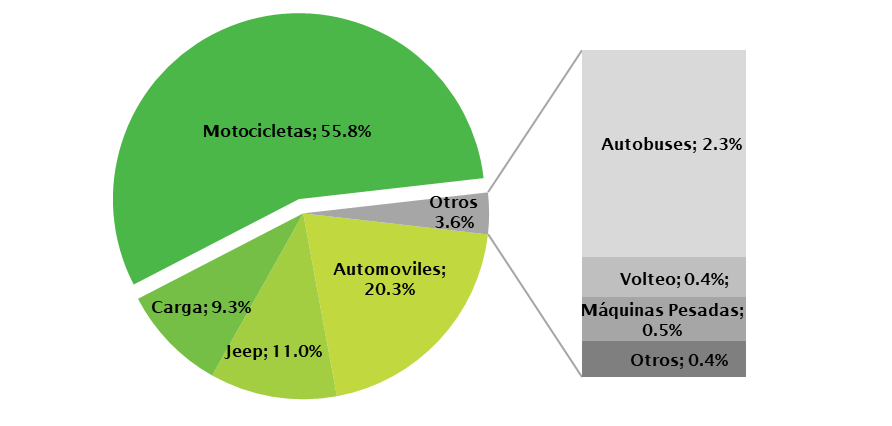 Motocicletas; 55.8%
Autobuses; 2.3%
Otros
3.6%
Automoviles;
20.3%
Volteo; 0.4%;
Carga; 9.3%
Máquinas Pesadas;
0.5%
Jeep; 11.0%
Otros; 0.4%